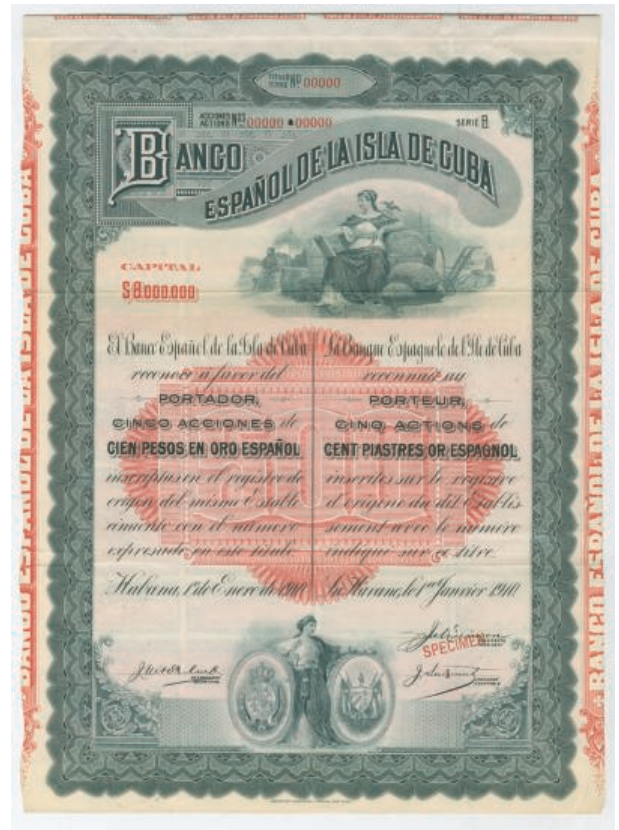 Nº 00000
ACCIONES
ACTIONS Nos 00000 00000
SERIE B.
BANCO
ESPAÑOL DE LA ISLA DE CUBA
CAPITAL
$8.000.000
El Banco Español de la Isla de Cuba
reconoce a favor del
PORTADOR,
CINCO ACCIONES de
CIEN PESOS EN ORO ESPAÑOL
inscriptas en el registro de
origen del mismo Estable
cimiento con el número
expresado en este título.
Habana, 1º de Enero de 1910
La Banque Espagnole de l'Ile de Cuba
reconnait au
PORTEUR,
CINQ ACTIONS de
CENT PIASTRES OR ESPAGNOL,
inscrites sur le registre
d'origine du dit Etablis
sement avec le numero
indiqué sur ce titre.
La Havane, le 1er Janvier 1910.
500
SPECIMEN
BANCO ESPAÑOL DE LA ISLA DE CUBA
BANCO ESPAÑOL DE LA ISLA DE CUBA